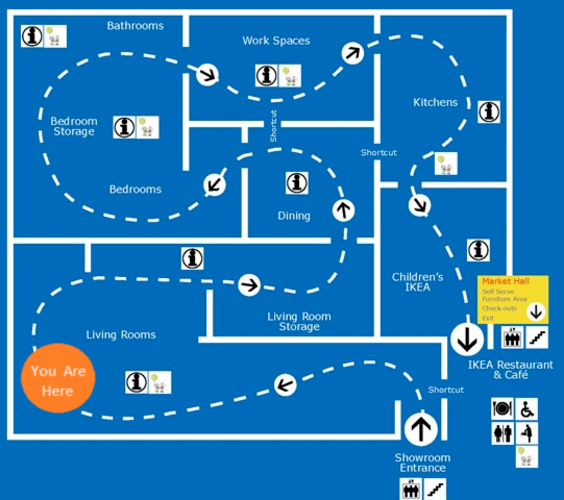 Bathrooms
Work Spaces
Kitchens
Bedroom
Storage
Shortcut
Shortcut
Bedrooms
Dining
Children's
IKEA
Market Hall
Self Serve
Furniture Area
Check-outs
Exit
Living Room
Storage
Living Rooms
You Are
Here
IKEA Restaurant
& Café
Shortcut
Showroom
Entrance